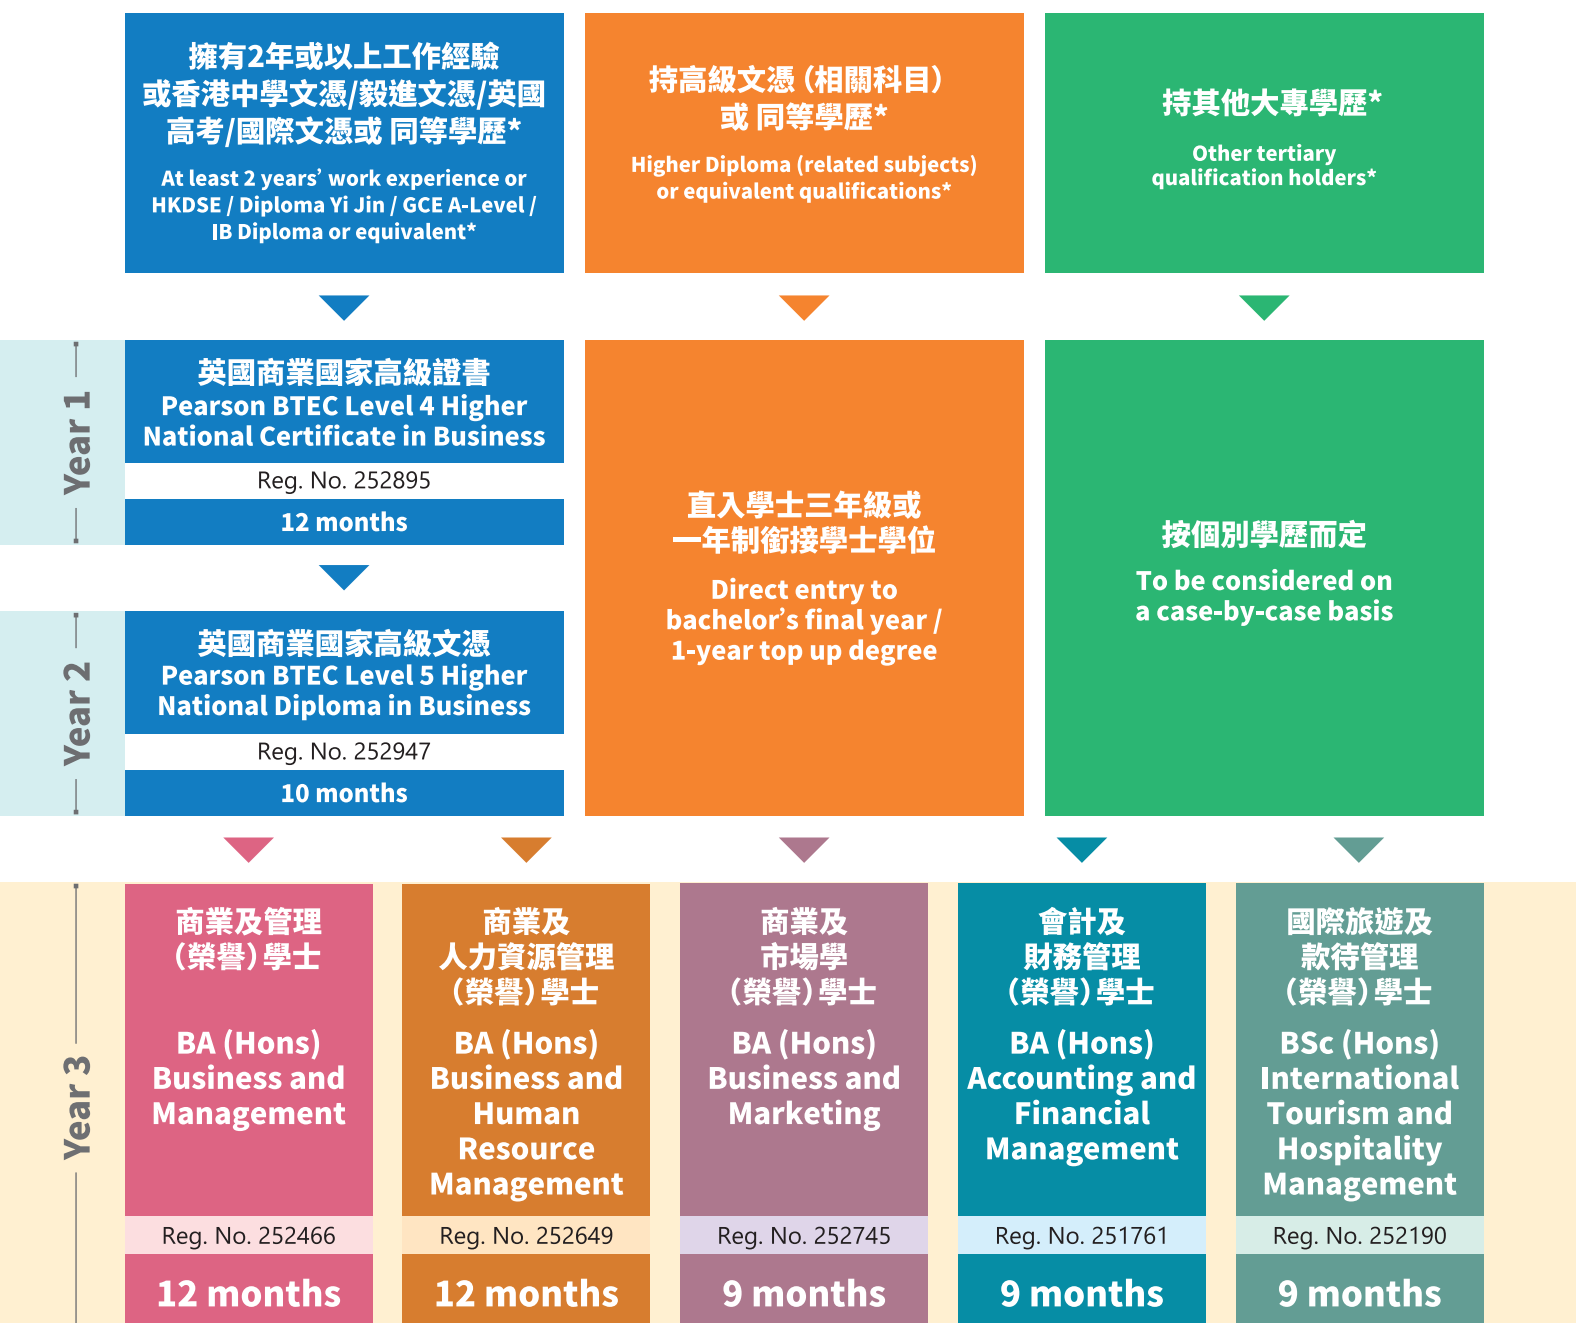 擁有2年或以上工作經驗
或香港中學文憑/毅進文憑/英國
高考/國際文憑或 同等學歷*
At least 2 years’ work experience or
HKDSE / Diploma Yi Jin / GCE A-Level /
IB Diploma or equivalent*
持高級文憑（相關科目）
或 同等學歷*
Higher Diploma (related subjects)
or equivalent qualifications*
持其他大專學歷*
Other tertiary
qualification holders*
Year 1
英國商業國家高級證書
Pearson BTEC Level 4 Higher
National Certificate in Business
Reg. No. 252895
12 months
Year 2
英國商業國家高級文憑
Pearson BTEC Level 5 Higher
National Diploma in Business
Reg. No. 252947
10 months
直入學士三年級或
一年制銜接學士學位
Direct entry to
bachelor’s final year /
1-year top up degree
按個別學歷而定
To be considered on
a case-by-case basis
Year 3
商業及管理
（榮譽）學士
BA (Hons)
Business and
Management
Reg. No. 252466
12 months
商業及
人力資源管理
（榮譽）學士
BA (Hons)
Business and
Human
Resource
Management
Reg. No. 252649
12 months
商業及
市場學
（榮譽）學士
BA (Hons)
Business and
Marketing
Reg. No. 252745
9 months
會計及
財務管理
（榮譽）學士
BA (Hons)
Accounting and
Financial
Management
Reg. No. 251761
9 months
國際旅遊及
款待管理
（榮譽）學士
BSc (Hons)
International
Tourism and
Hospitality
Management
Reg. No. 252190
9 months